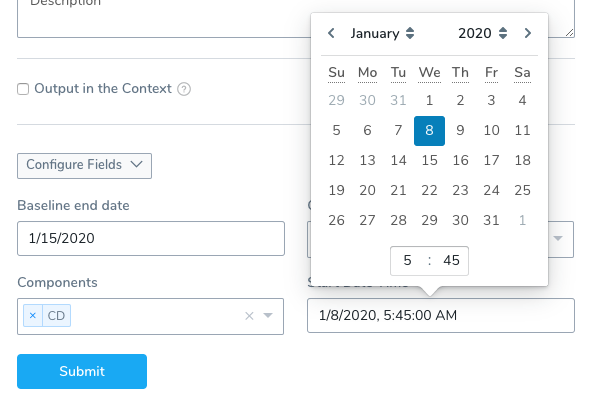 Description
January 2020
Su Mo Tu We Th Fr Sa
29 30 31 1 2 3 4
5 6 7 8 9 10 11
12 13 14 15 16 17 18
19 20 21 22 23 24 25
26 27 28 29 30 31 1
5 : 45
Output in the Context ?
Configure Fields
Baseline end date
1/15/2020
Components
× CD ×
1/8/2020, 5:45:00 AM
Submit